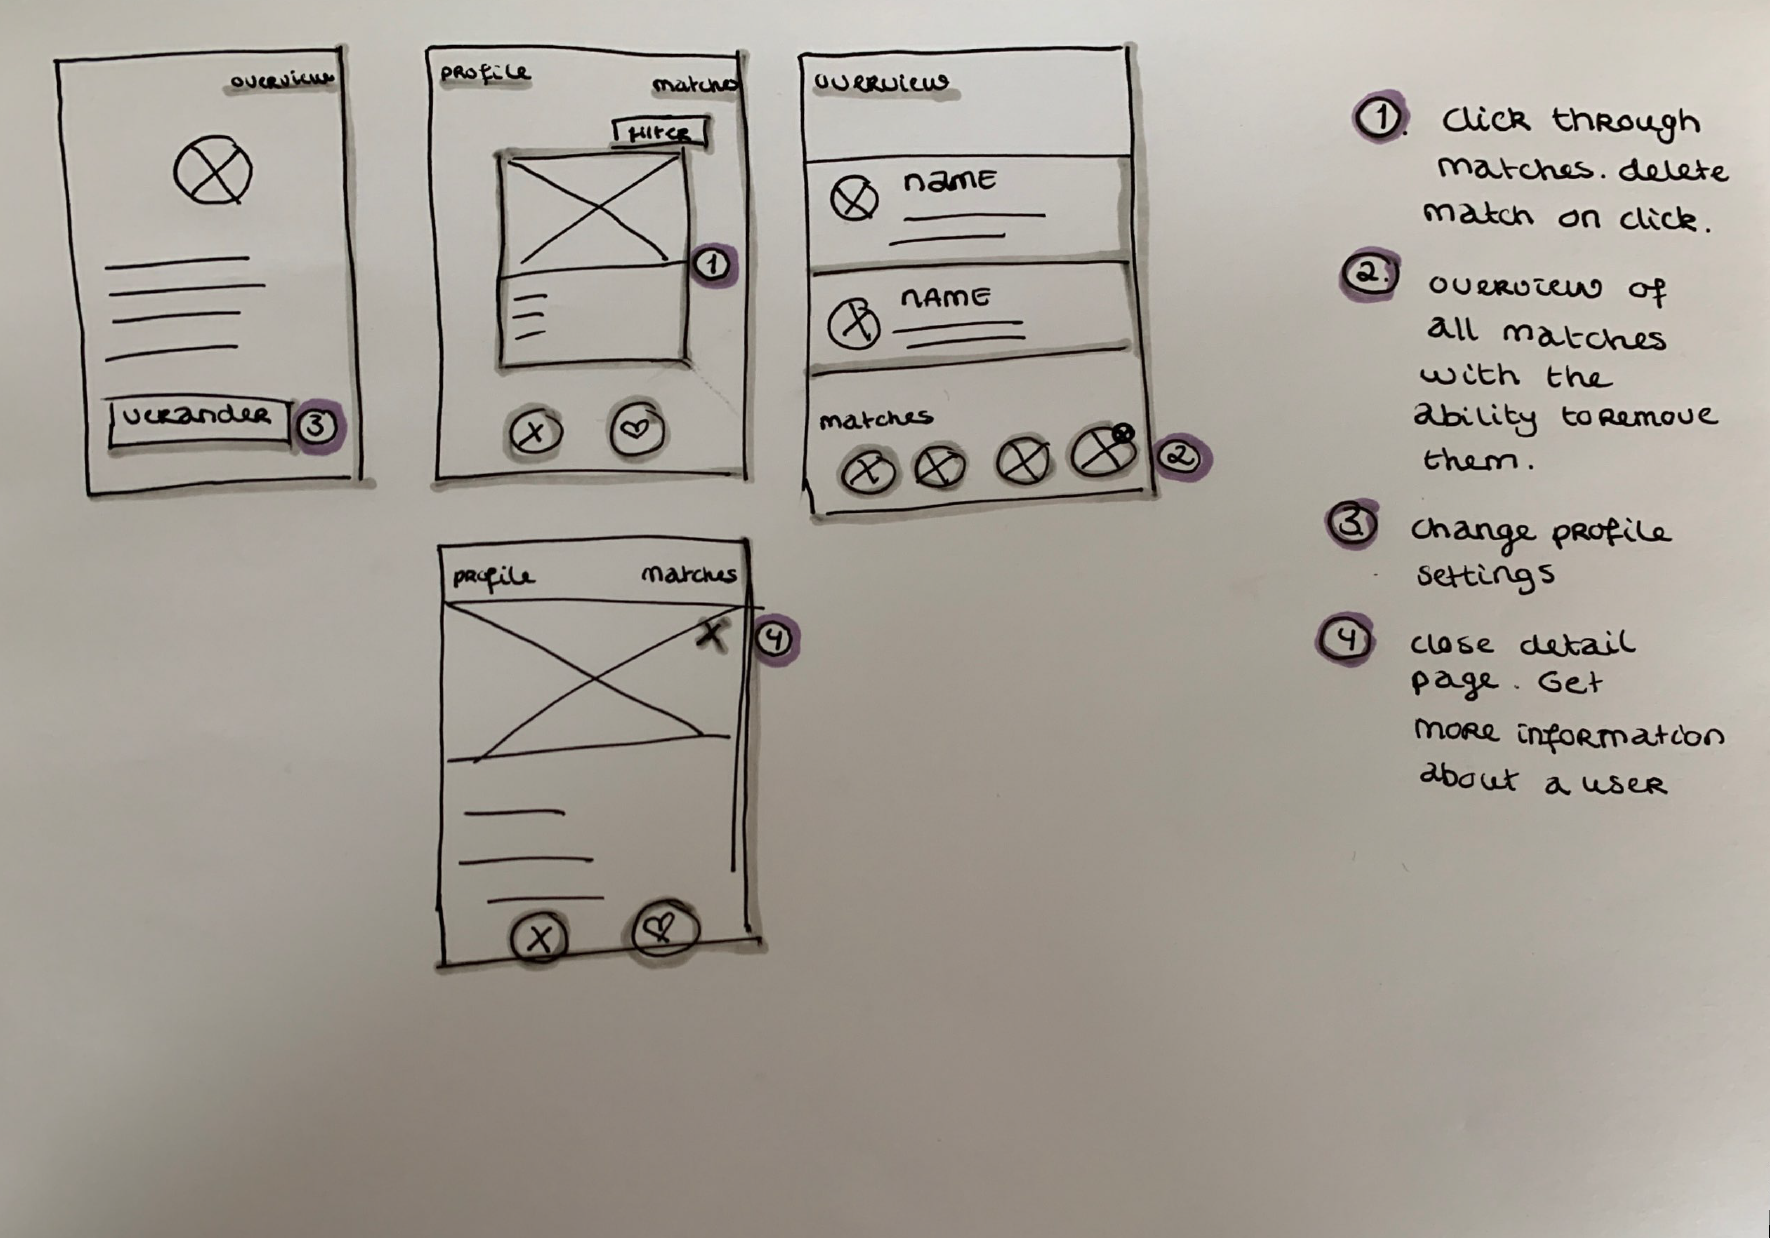 overview
verander
3
profile
matches
Filter
1
overview
name
name
matches
2
profile
matches
4
1. click through
matches. delete
match on click.
2. overview of
all matches
with the
ability to remove
them.
3. change profile
settings
4 close detail
page. Get
more information
about a user